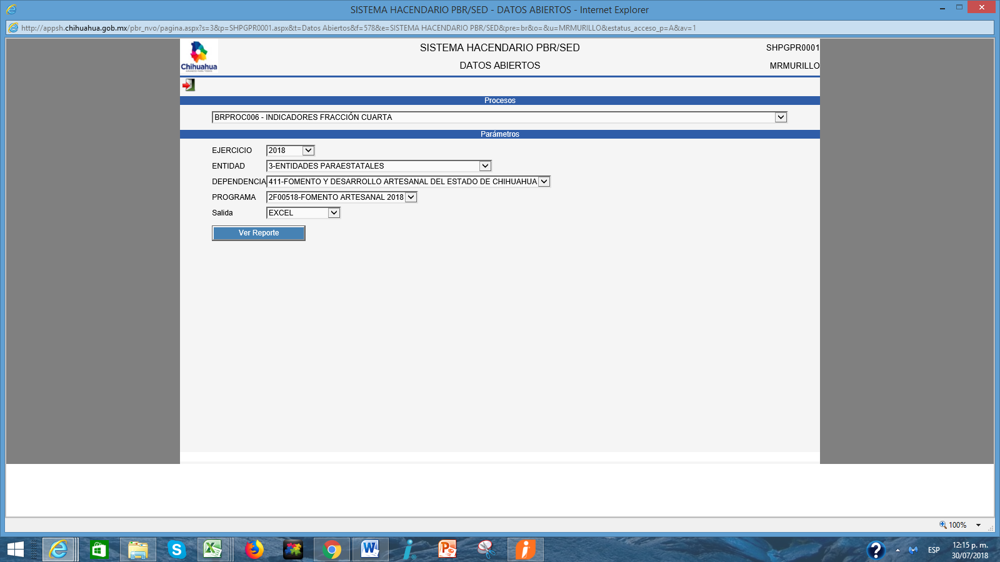 SISTEMA HACENDARIO PBR/SED - DATOS ABIERTOS - Internet Explorer
http://appsh.chihuahua.gob.mx/pbr_nvo/pagina.aspx?s=3&p=SHPGPR0001.aspx&t=Datos Abiertos&f=578&e=SISTEMA HACENDARIO PBR/SED&pre=br&o=&u=MRMURILLO&estatus_acceso_p=A&av=1
SISTEMA HACENDARIO PBR/SED
SHPGPR0001
Chihuahua
DATOS ABIERTOS
MRMURILLO
Procesos
BRPROC006 - INDICADORES FRACCIÓN CUARTA
Parámetros
EJERCICIO 2018
ENTIDAD 3-ENTIDADES PARAESTATALES
DEPENDENCIA 411-FOMENTO Y DESARROLLO ARTESANAL DEL ESTADO DE CHIHUAHUA
PROGRAMA 2F00518-FOMENTO ARTESANAL 2018
Salida EXCEL
Ver Reporte
100%
ESP
12:15 p. m.
30/07/2018